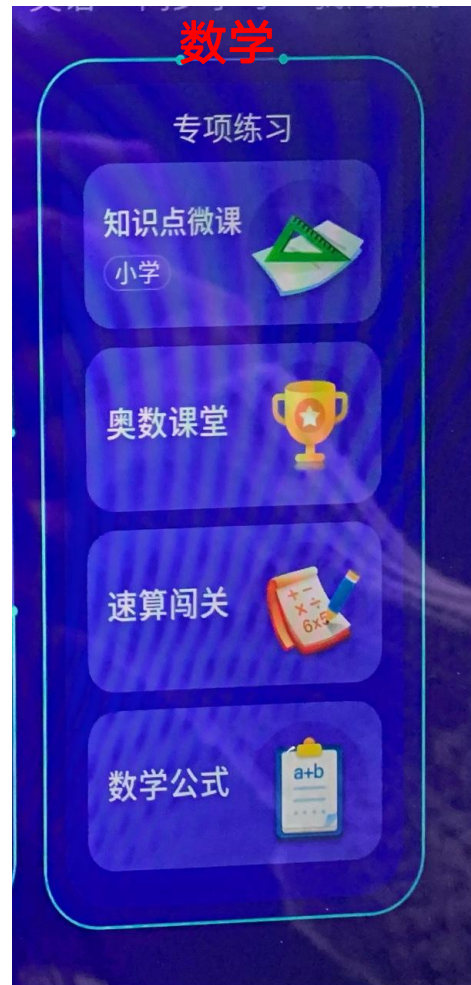 数学
专项练习
知识点微课
小学
奥数课堂
速算闯关
+ -
× ÷
6x5
数学公式
a+b